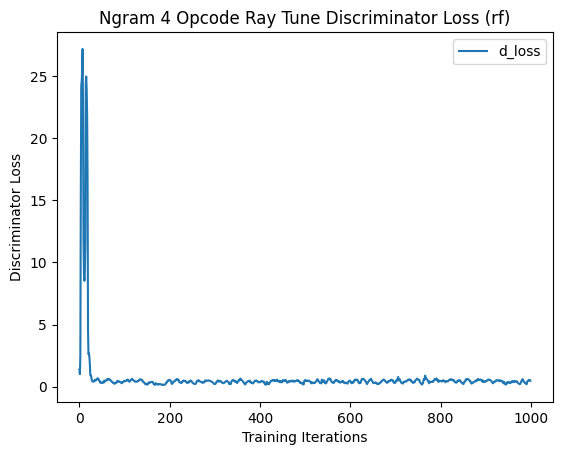 Ngram 4 Opcode Ray Tune Discriminator Loss (rf)
d_loss
Discriminator Loss
25
20
15
10
5
0
0 200 400 600 800 1000
Training Iterations